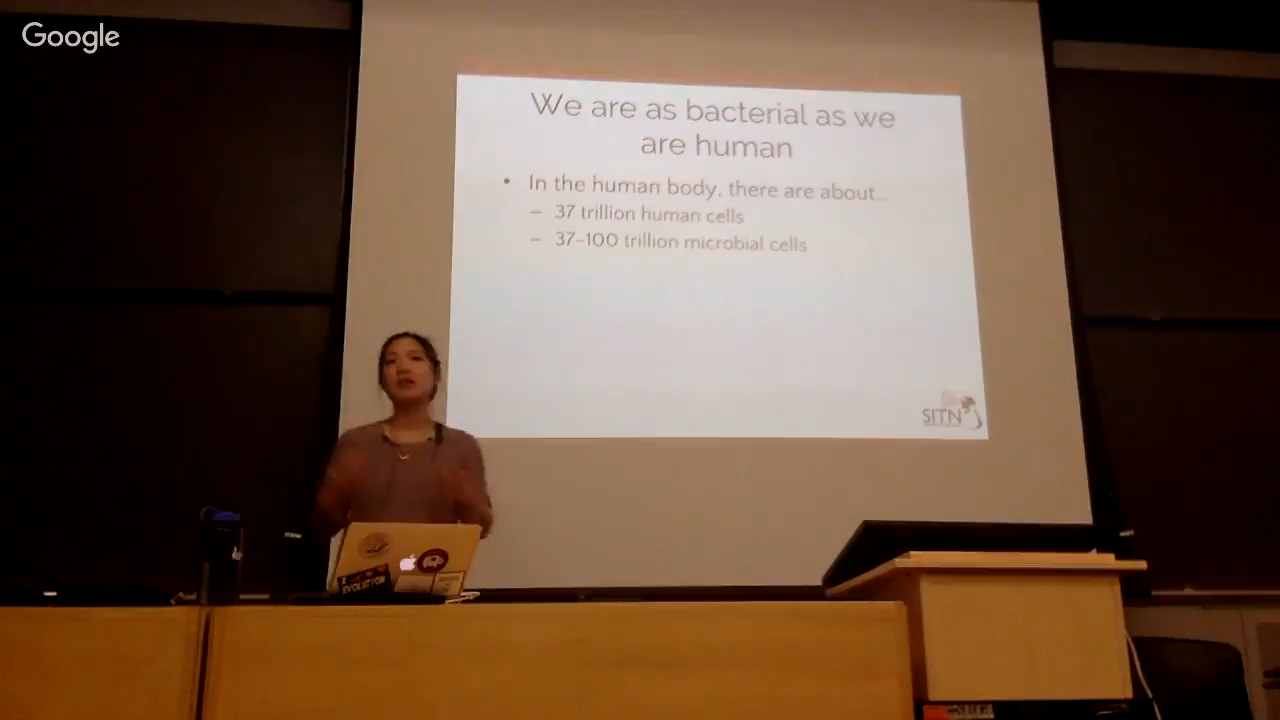 Google
We are as bacterial as we
are human
• In the human body, there are about...
– 37 trillion human cells
– 37-100 trillion microbial cells
SITN
I
EVOLUTION